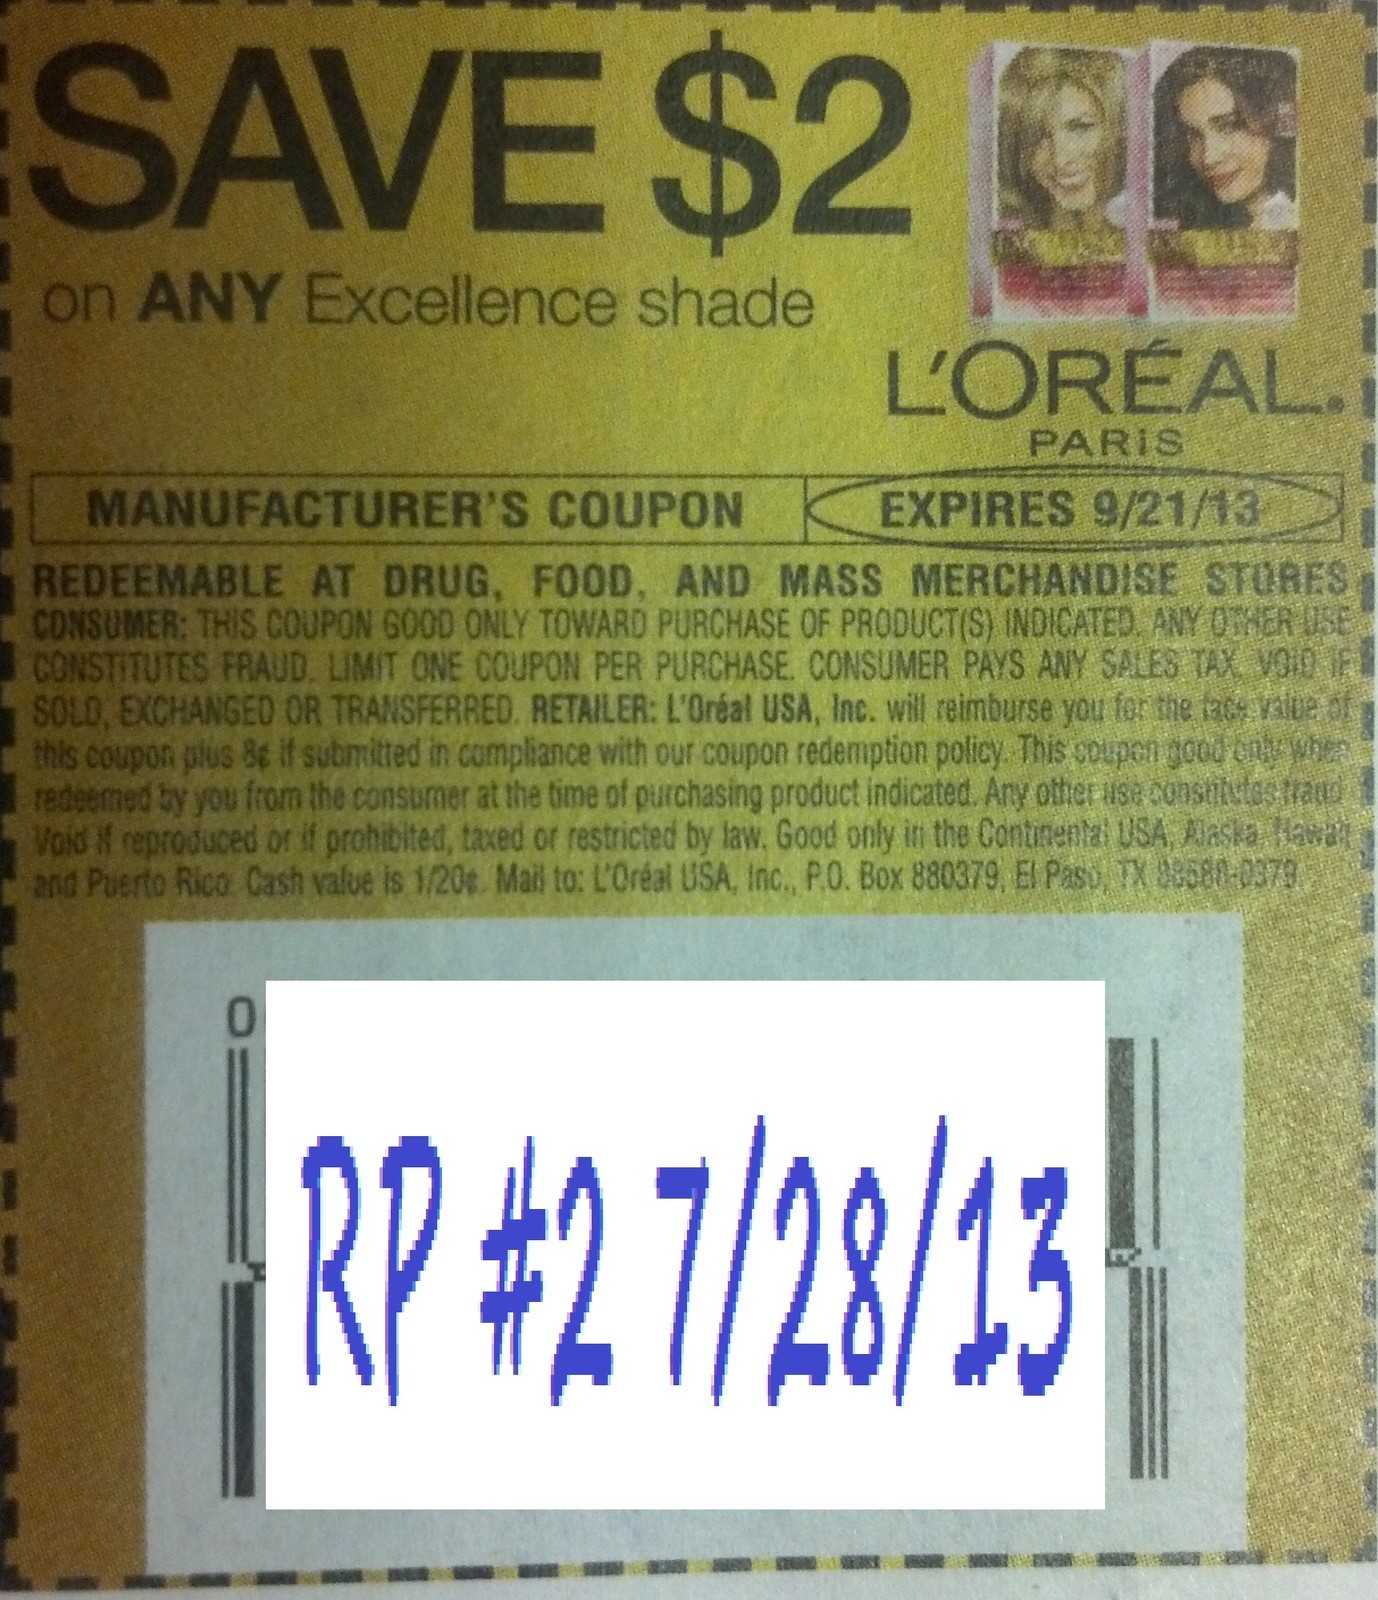 SAVE $2
on ANY Excellence shade
L'ORÉAL.
PARiS
MANUFACTURER'S COUPON
EXPIRES 9/21/13
REDEEMABLE AT DRUG, FOOD, AND MASS MERCHANDISE STORES
CONSUMER: THIS COUPON GOOD ONLY TOWARD PURCHASE OF PRODUCT(S) INDICATED. ANY OTHER USE
CONSTITUTES FRAUD. LIMIT ONE COUPON PER PURCHASE. CONSUMER PAYS ANY SALES TAX. VOID IF
SOLD, EXCHANGED OR TRANSFERRED. RETAILER: L'Oréal USA, Inc. will reimburse you for the face value of
this coupon plus 8¢ if submitted in compliance with our coupon redemption policy. This coupon good only when
redeemed by you from the consumer at the time of purchasing product indicated. Any other use constitutes fraud.
Void if reproduced or if prohibited, taxed or restricted by law. Good only in the Continental USA, Alaska, Hawaii
and Puerto Rico. Cash value is 1/20¢. Mail to: L'Oréal USA, Inc., P.O. Box 880379, El Paso, TX 88588-0379.
0
RP #2 7/28/13